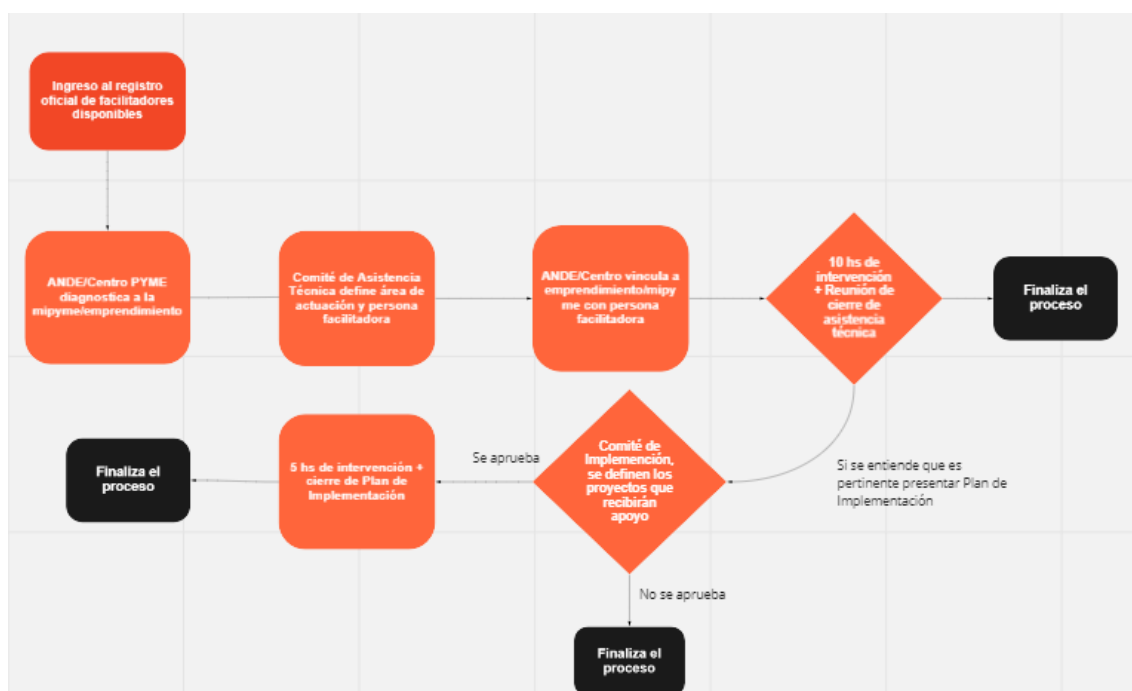 Ingreso al registro
oficial de facilitadores
disponibles
ANDE/Centro PYME
diagnostica a la
mipyme/emprendimiento
Comité de Asistencia
Técnica define área de
actuación y persona
facilitadora
ANDE/Centro vincula a
emprendimiento/mipy
me con persona
facilitadora
10 hs de
intervención
+ Reunión de
cierre de
asistencia
técnica
Finaliza el
proceso
Si se entiende que es
pertinente presentar Plan de
Implementación
Comité de
Implemención,
se definen los
proyectos que
recibirán
apoyo
Se aprueba
5 hs de intervención +
cierre de Plan de
Implementación
Finaliza el
proceso
No se aprueba
Finaliza el
proceso